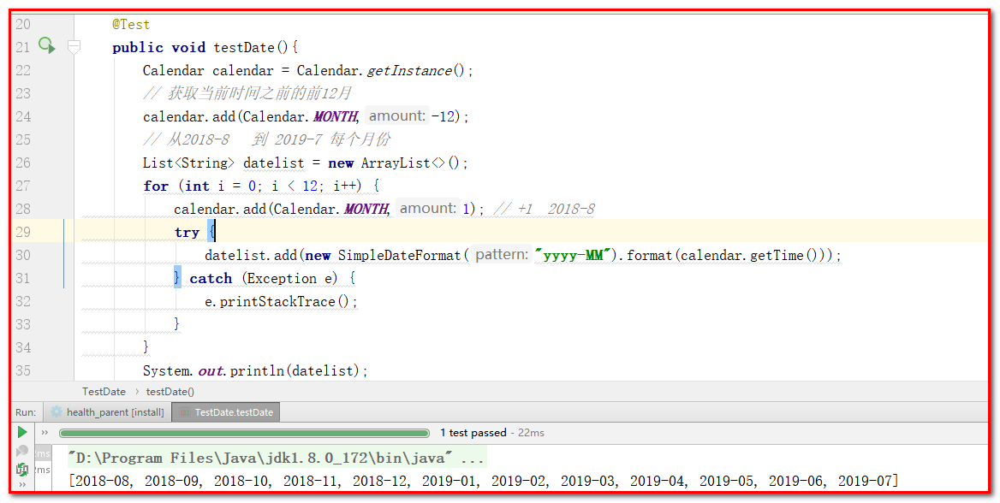 20 @Test
21 public void testDate(){
22 Calendar calendar = Calendar.getInstance();
23 // 获取当前时间之前的前12月
24 calendar.add(Calendar.MONTH, amount: -12);
25 // 从2018-8 到 2019-7 每个月份
26 List<String> datelist = new ArrayList<>();
27 for (int i = 0; i < 12; i++) {
28 calendar.add(Calendar.MONTH, amount: 1); // +1 2018-8
29 try {
30 datelist.add(new SimpleDateFormat( pattern: "yyyy-MM").format(calendar.getTime()));
31 } catch (Exception e) {
32 e.printStackTrace();
33 }
34 }
35 System.out.println(datelist);
TestDate › testDate()
Run: health_parent [install] TestDate.testDate
» 1 test passed - 22ms
ms "D:\Program Files\Java\jdk1.8.0_172\bin\java" ...
2ms
» [2018-08, 2018-09, 2018-10, 2018-11, 2018-12, 2019-01, 2019-02, 2019-03, 2019-04, 2019-05, 2019-06, 2019-07]